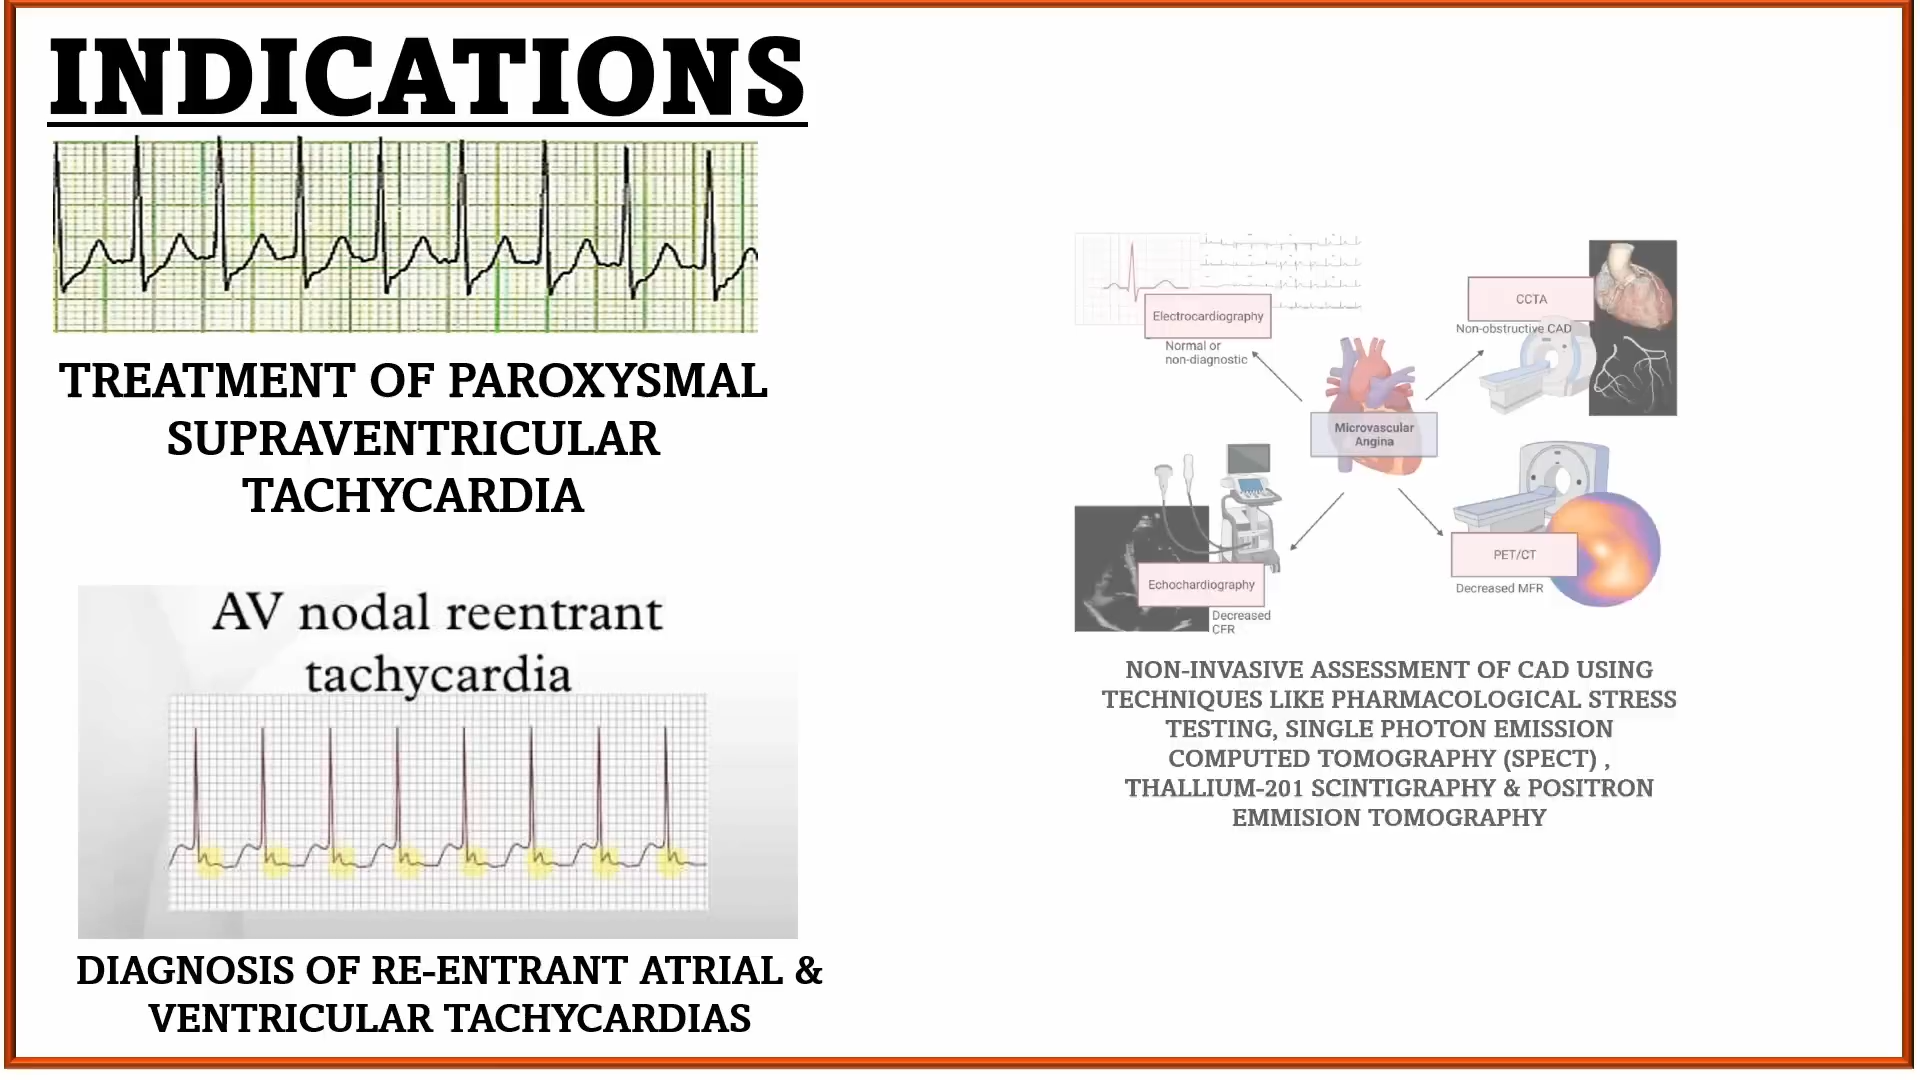 INDICATIONS
TREATMENT OF PAROXYSMAL
SUPRAVENTRICULAR
TACHYCARDIA
AV nodal reentrant
tachycardia
DIAGNOSIS OF RE-ENTRANT ATRIAL &
VENTRICULAR TACHYCARDIAS
Electrocardiography
Normal or
non-diagnostic
CCTA
Non-obstructive CAD
Microvascular
Angina
Echochardiography
Decreased
CFR
PET/CT
Decreased MFR
NON-INVASIVE ASSESSMENT OF CAD USING
TECHNIQUES LIKE PHARMACOLOGICAL STRESS
TESTING, SINGLE PHOTON EMISSION
COMPUTED TOMOGRAPHY (SPECT) ,
THALLIUM-201 SCINTIGRAPHY & POSITRON
EMMISION TOMOGRAPHY